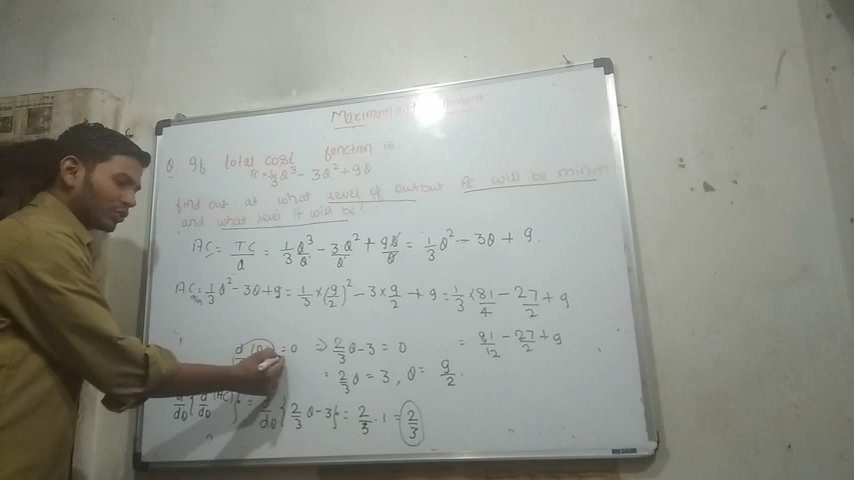 Maximum
Q. If total cost function is
TC = 1/3 Q³ - 3Q² + 9Q
find out at what level of output AC will be minim
and what level it will be?
AC = TC/Q = 1/3 Q³/Q - 3Q²/Q + 9Q/Q = 1/3 Q² - 3Q + 9.
AC = 1/3 Q² - 3Q + 9 = 1/3 × (9/2)² - 3 × 9/2 + 9 = 1/3 × 81/4 - 27/2 + 9
= 81/12 - 27/2 + 9
= 0 ⇒ 2/3 Q - 3 = 0
= 2/3 Q = 3, Q = 9/2.
d/dQ { d/dQ (AC) } = d/dQ { 2/3 Q - 3 } = 2/3 · 1 = 2/3